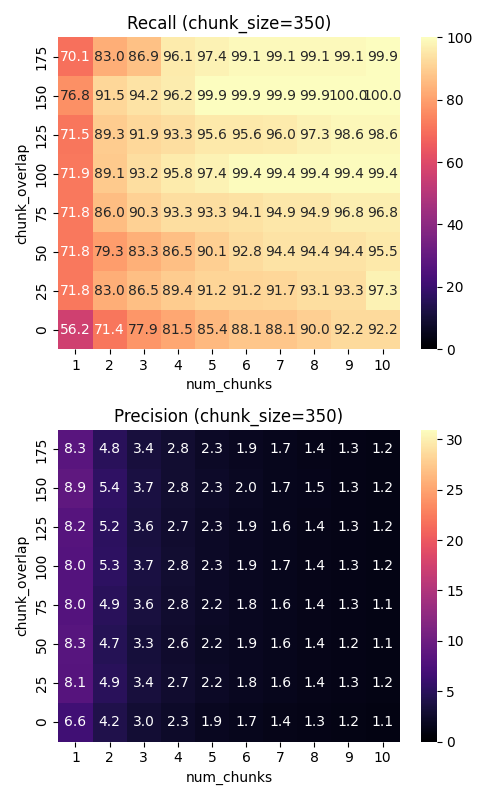 Recall (chunk_size=350)
175 70.1 83.0 86.9 96.1 97.4 99.1 99.1 99.1 99.1 99.9
150 76.8 91.5 94.2 96.2 99.9 99.9 99.9 99.9 100.0 100.0
125 71.5 89.3 91.9 93.3 95.6 95.6 96.0 97.3 98.6 98.6
100 71.9 89.1 93.2 95.8 97.4 99.4 99.4 99.4 99.4 99.4
75 71.8 86.0 90.3 93.3 93.3 94.1 94.9 94.9 96.8 96.8
50 71.8 79.3 83.3 86.5 90.1 92.8 94.4 94.4 94.4 95.5
25 71.8 83.0 86.5 89.4 91.2 91.2 91.7 93.1 93.3 97.3
0 56.2 71.4 77.9 81.5 85.4 88.1 88.1 90.0 92.2 92.2
1 2 3 4 5 6 7 8 9 10
chunk_overlap
num_chunks
100
80
60
40
20
0
Precision (chunk_size=350)
175 8.3 4.8 3.4 2.8 2.3 1.9 1.7 1.4 1.3 1.2
150 8.9 5.4 3.7 2.8 2.3 2.0 1.7 1.5 1.3 1.2
125 8.2 5.2 3.6 2.7 2.3 1.9 1.6 1.4 1.3 1.2
100 8.0 5.3 3.7 2.8 2.3 1.9 1.7 1.4 1.3 1.2
75 8.0 4.9 3.6 2.8 2.2 1.8 1.6 1.4 1.3 1.1
50 8.3 4.7 3.3 2.6 2.2 1.9 1.6 1.4 1.2 1.1
25 8.1 4.9 3.4 2.7 2.2 1.8 1.6 1.4 1.3 1.2
0 6.6 4.2 3.0 2.3 1.9 1.7 1.4 1.3 1.2 1.1
1 2 3 4 5 6 7 8 9 10
chunk_overlap
num_chunks
30
25
20
15
10
5
0